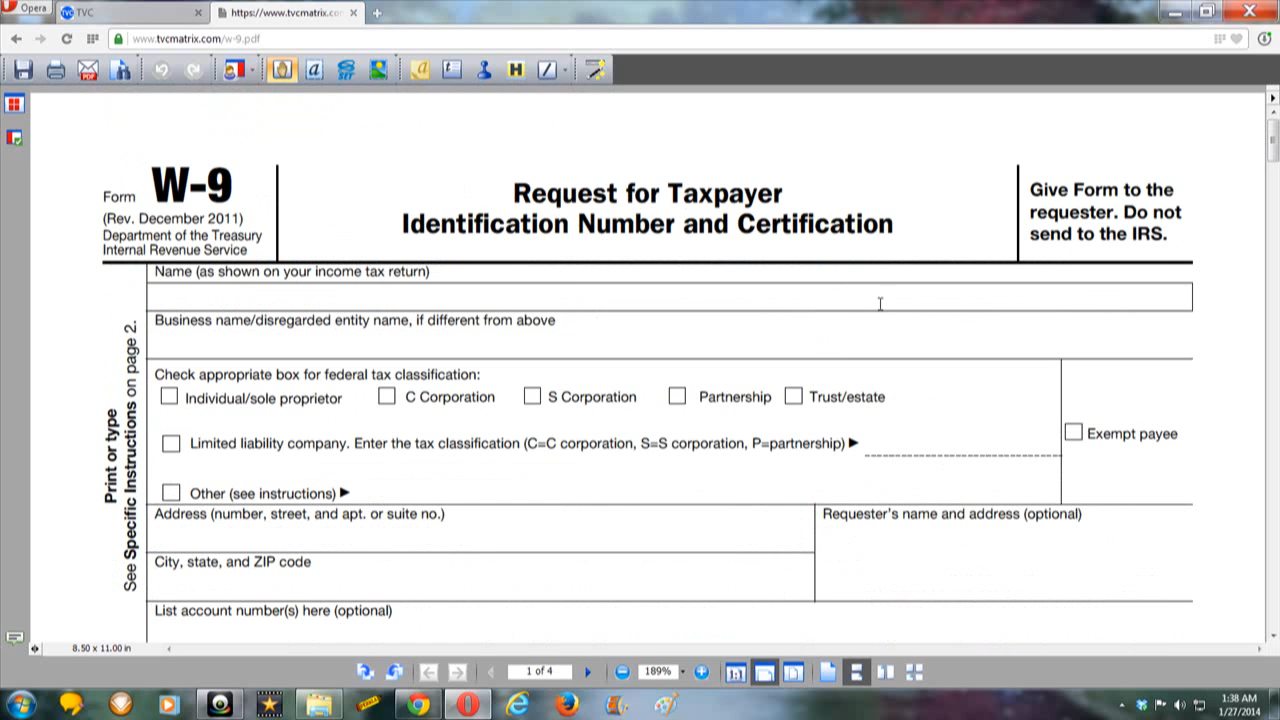 Opera
TVC
https://www.tvcmatrix.co
www.tvcmatrix.com/w-9.pdf
Form W-9
(Rev. December 2011)
Department of the Treasury
Internal Revenue Service
Request for Taxpayer
Identification Number and Certification
Give Form to the
requester. Do not
send to the IRS.
Print or type
See Specific Instructions on page 2.
Name (as shown on your income tax return)
Business name/disregarded entity name, if different from above
Check appropriate box for federal tax classification:
Individual/sole proprietor C Corporation S Corporation Partnership Trust/estate
Limited liability company. Enter the tax classification (C=C corporation, S=S corporation, P=partnership) ▶
Exempt payee
Other (see instructions) ▶
Address (number, street, and apt. or suite no.)
Requester's name and address (optional)
City, state, and ZIP code
List account number(s) here (optional)
8.50 x 11.00 in
1 of 4
189%
1:38 AM
1/27/2014